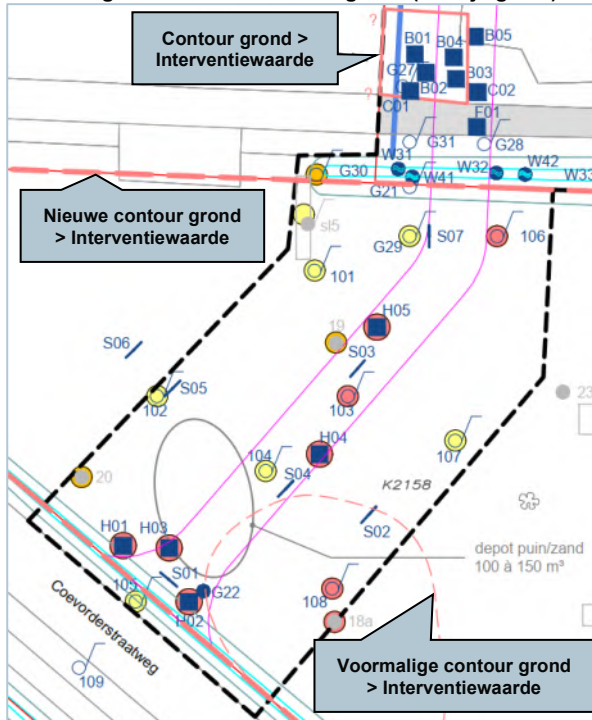 Contour grond >
Interventiewaarde
?
?
?
B01
B04
B05
G27
B03
B02
C02
C01
F01
G31
G28
W31
G30
W41
W32
W42
W33
G21
Nieuwe contour grond
> Interventiewaarde
sl5
G29
S07
106
101
H05
19
S06
S03
S05
102
103
23
H04
107
104
20
S04
K2158
S02
H01
H03
depot puin/zand
100 à 150 m³
S01
G22
105
H02
108
18a
Coevorderstraatweg
109
Voormalige contour grond
> Interventiewaarde